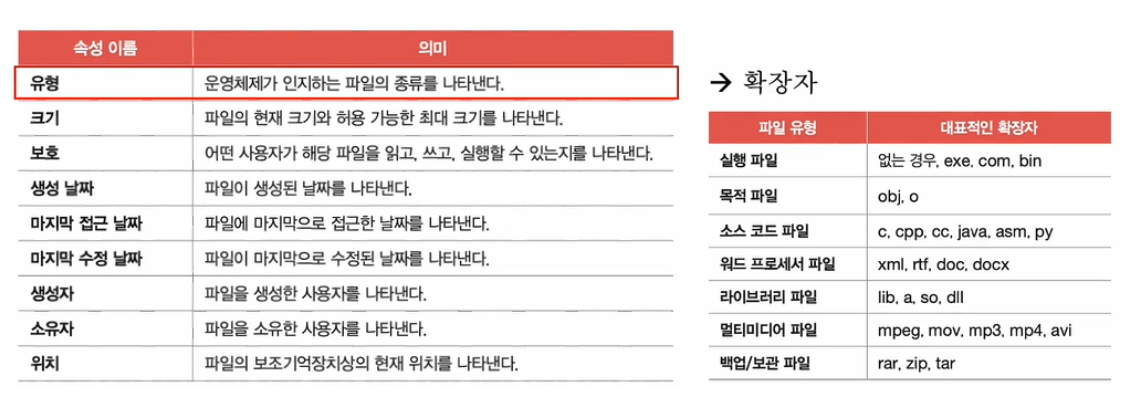 속성 이름 의미
유형 운영체제가 인지하는 파일의 종류를 나타낸다.
크기 파일의 현재 크기와 허용 가능한 최대 크기를 나타낸다.
보호 어떤 사용자가 해당 파일을 읽고, 쓰고, 실행할 수 있는지를 나타낸다.
생성 날짜 파일이 생성된 날짜를 나타낸다.
마지막 접근 날짜 파일에 마지막으로 접근한 날짜를 나타낸다.
마지막 수정 날짜 파일이 마지막으로 수정된 날짜를 나타낸다.
생성자 파일을 생성한 사용자를 나타낸다.
소유자 파일을 소유한 사용자를 나타낸다.
위치 파일의 보조기억장치상의 현재 위치를 나타낸다.
→ 확장자
파일 유형 대표적인 확장자
실행 파일 없는 경우, exe, com, bin
목적 파일 obj, o
소스 코드 파일 c, cpp, cc, java, asm, py
워드 프로세서 파일 xml, rtf, doc, docx
라이브러리 파일 lib, a, so, dll
멀티미디어 파일 mpeg, mov, mp3, mp4, avi
백업/보관 파일 rar, zip, tar